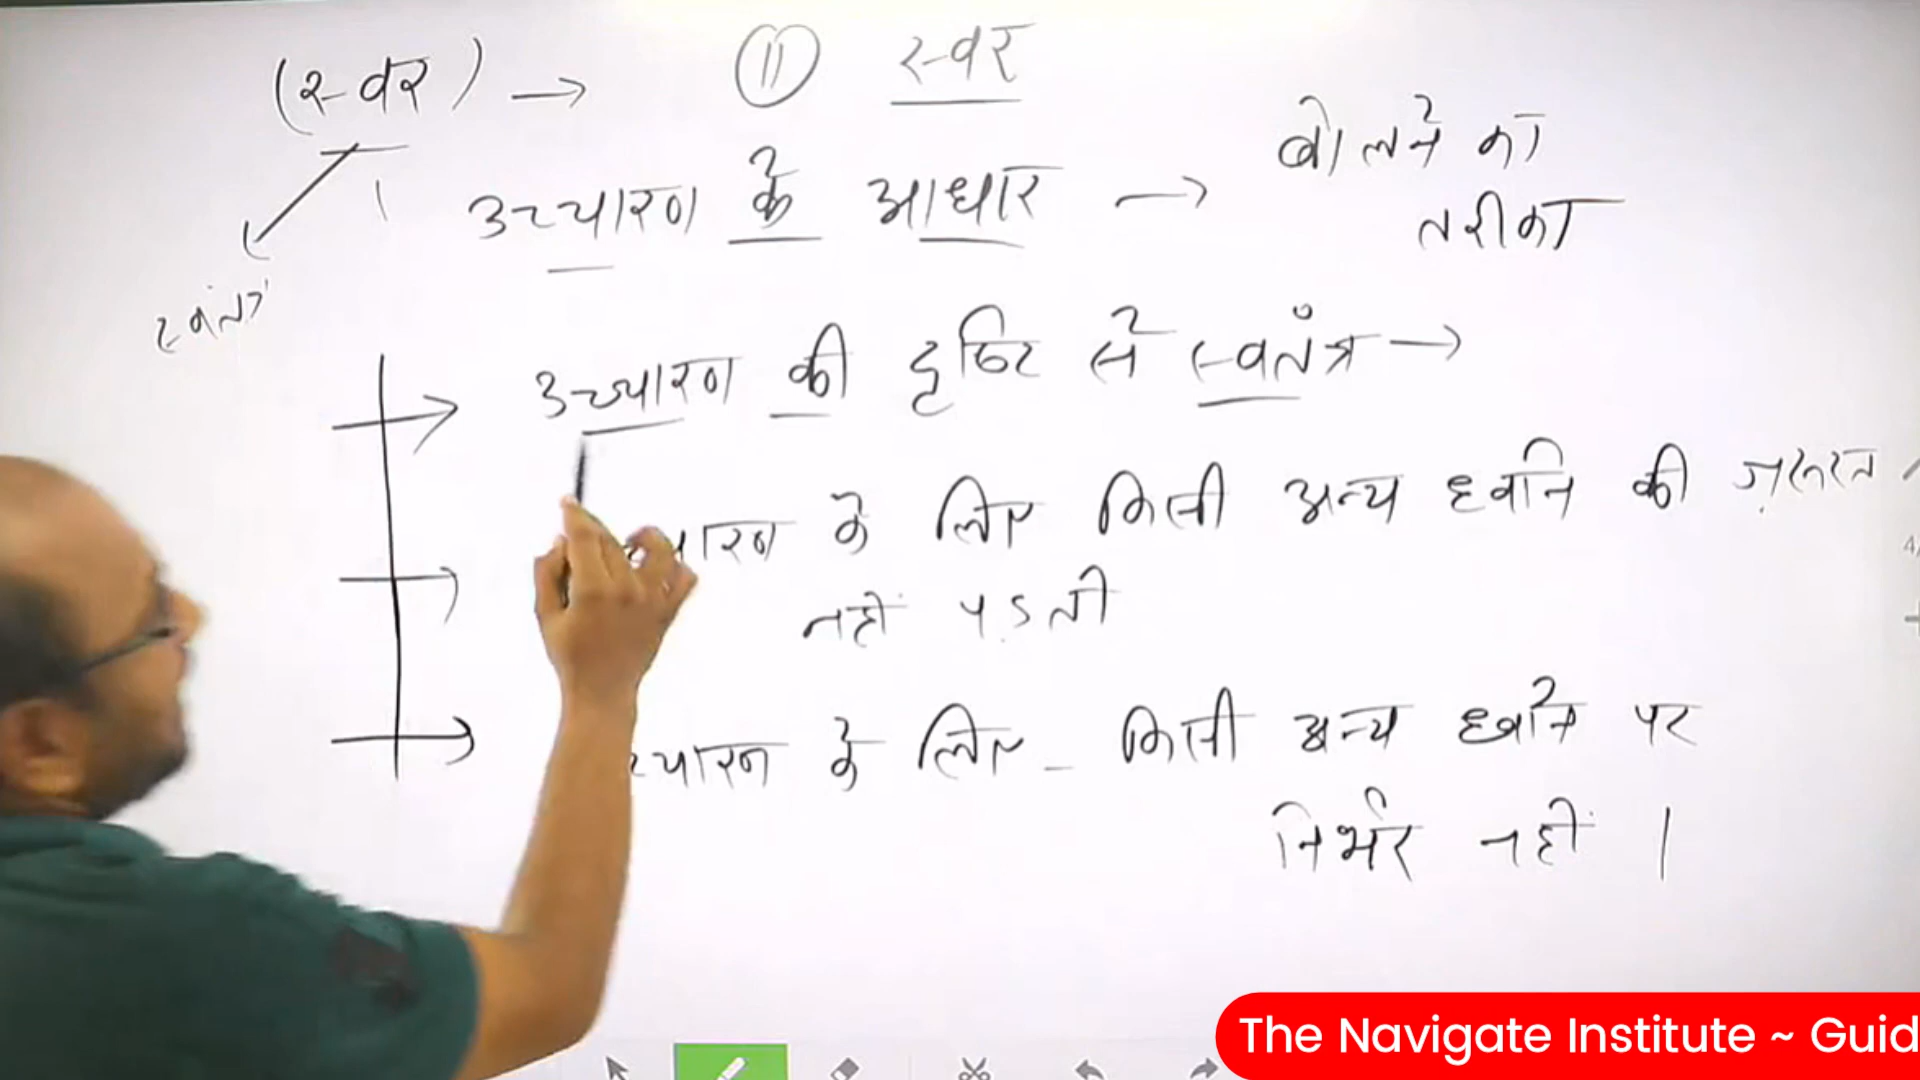 (स्वर) → ⑪ स्वर
उच्चारण के आधार → बोलने का
तरीका
स्वतंत्र
→ उच्चारण की दृष्टि से स्वतंत्र →
के लिए किसी अन्य ध्वनि की ज़रूरत
नहीं पड़ती
के लिए - किसी अन्य ध्वनि पर
निर्भर नहीं ।
The Navigate Institute ~ Guid